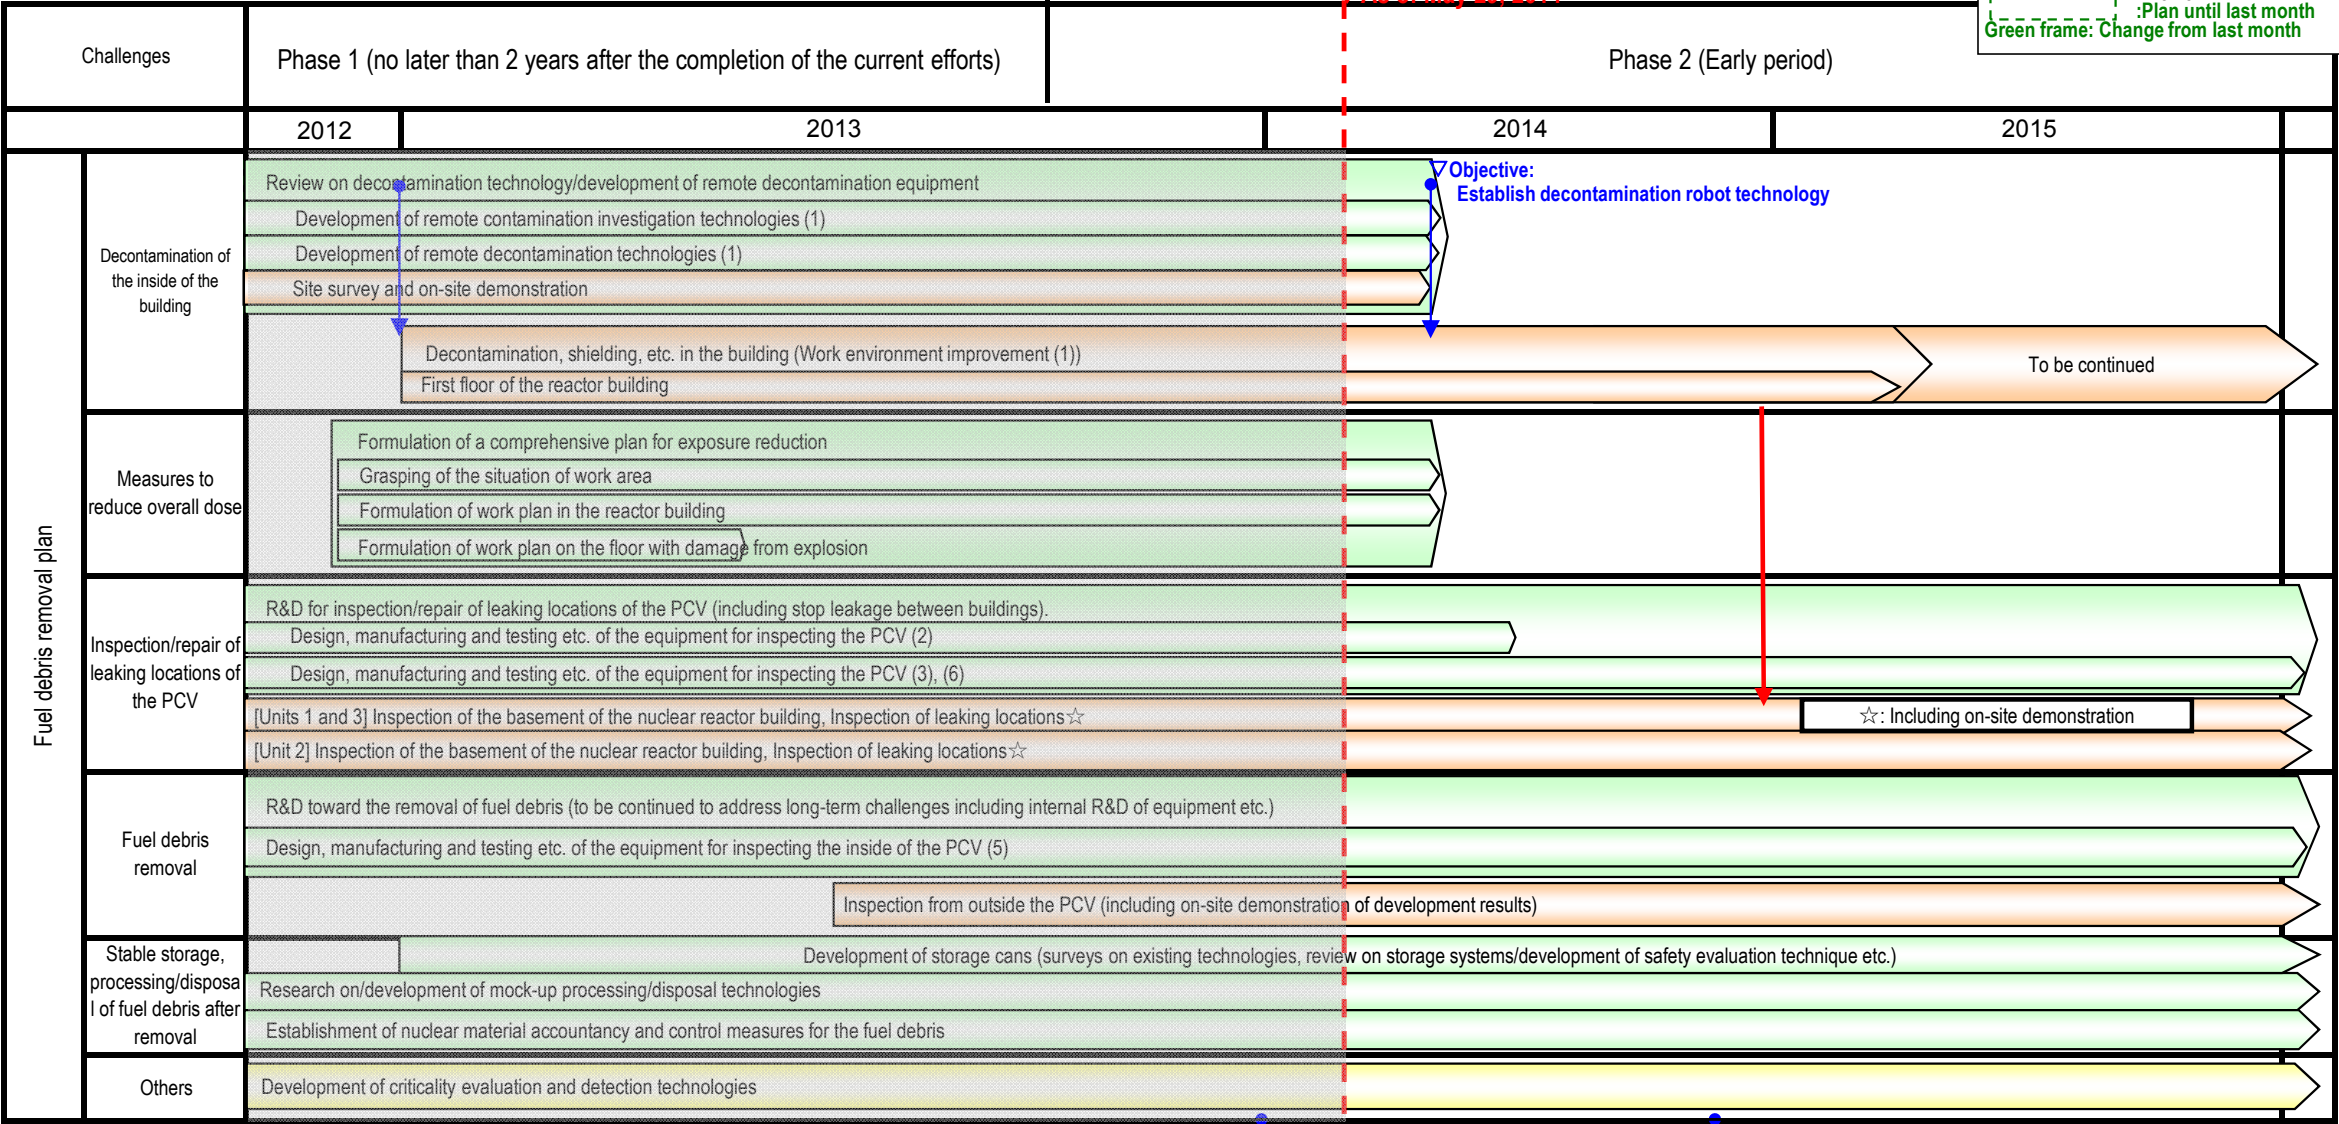 :Plan until last month
Green frame: Change from last month
Challenges
Phase 1 (no later than 2 years after the completion of the current efforts)
Phase 2 (Early period)
2012
2013
2014
2015
Fuel debris removal plan
Decontamination of
the inside of the
building
Review on decontamination technology/development of remote decontamination equipment
▽Objective:
Establish decontamination robot technology
Development of remote contamination investigation technologies (1)
Development of remote decontamination technologies (1)
Site survey and on-site demonstration
Decontamination, shielding, etc. in the building (Work environment improvement (1))
To be continued
First floor of the reactor building
Measures to
reduce overall dose
Formulation of a comprehensive plan for exposure reduction
Grasping of the situation of work area
Formulation of work plan in the reactor building
Formulation of work plan on the floor with damage from explosion
Inspection/repair of
leaking locations of
the PCV
R&D for inspection/repair of leaking locations of the PCV (including stop leakage between buildings).
Design, manufacturing and testing etc. of the equipment for inspecting the PCV (2)
Design, manufacturing and testing etc. of the equipment for inspecting the PCV (3), (6)
[Units 1 and 3] Inspection of the basement of the nuclear reactor building, Inspection of leaking locations☆
☆: Including on-site demonstration
[Unit 2] Inspection of the basement of the nuclear reactor building, Inspection of leaking locations☆
Fuel debris
removal
R&D toward the removal of fuel debris (to be continued to address long-term challenges including internal R&D of equipment etc.)
Design, manufacturing and testing etc. of the equipment for inspecting the inside of the PCV (5)
Inspection from outside the PCV (including on-site demonstration of development results)
Stable storage,
processing/disposa
l of fuel debris after
removal
Development of storage cans (surveys on existing technologies, review on storage systems/development of safety evaluation technique etc.)
Research on/development of mock-up processing/disposal technologies
Establishment of nuclear material accountancy and control measures for the fuel debris
Others
Development of criticality evaluation and detection technologies